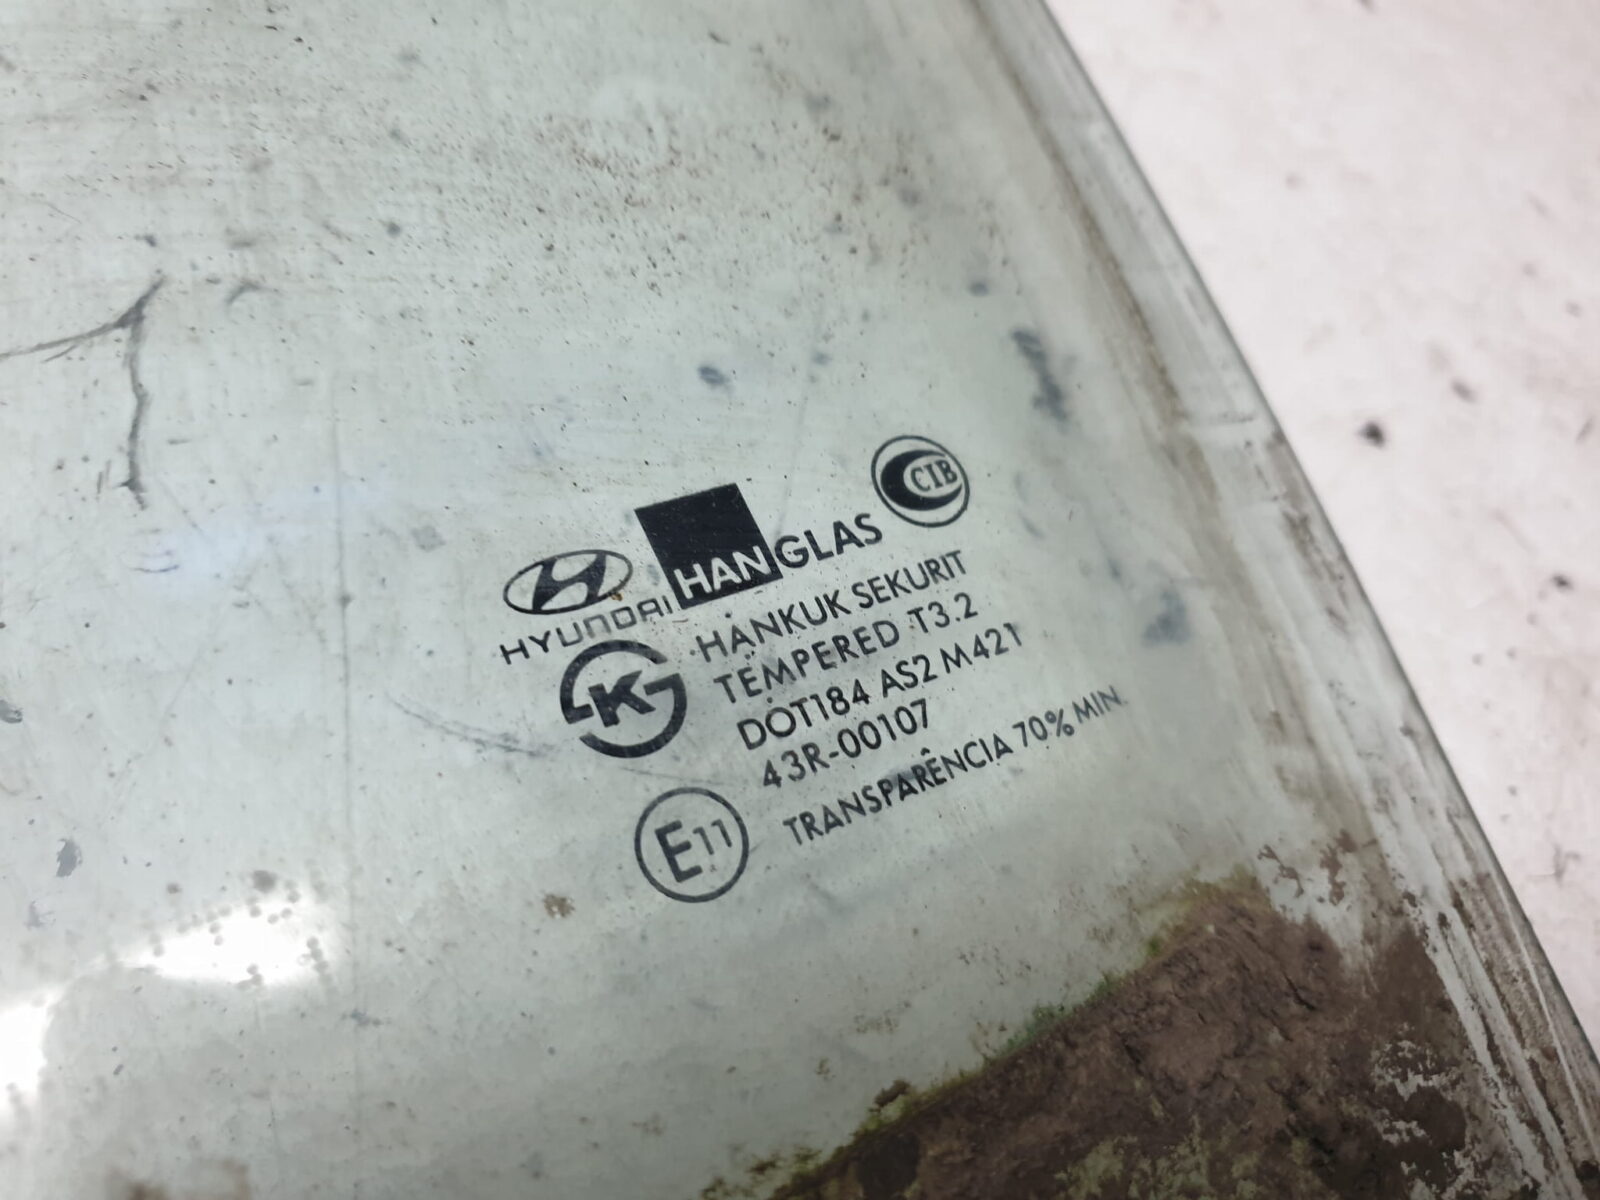 HYUNDAI
HANGLAS
CIB
HANKUK SEKURIT
TEMPERED T3.2
DOT184 AS2 M421
43R-00107
K
E11
TRANSPARÊNCIA 70% MIN.